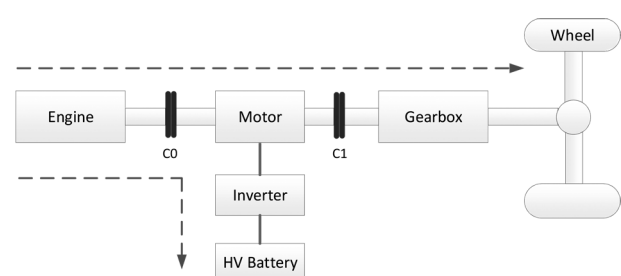 Wheel
Engine
Motor
Gearbox
C0
C1
Inverter
HV Battery